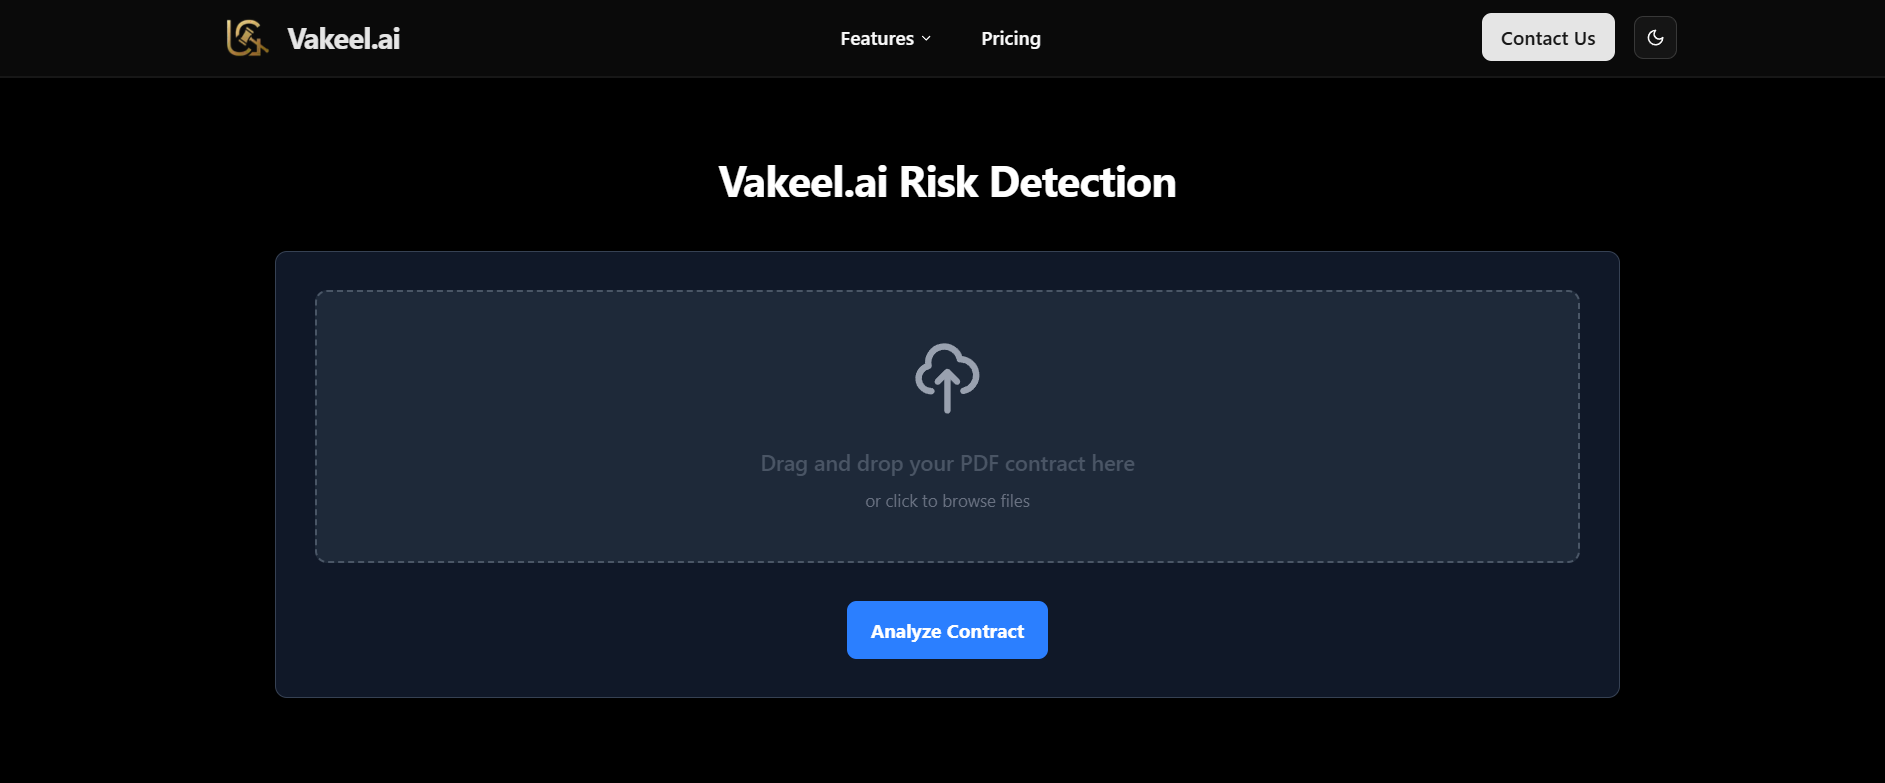 Vakeel.ai
Features
Pricing
Contact Us
Vakeel.ai Risk Detection
Drag and drop your PDF contract here
or click to browse files
Analyze Contract